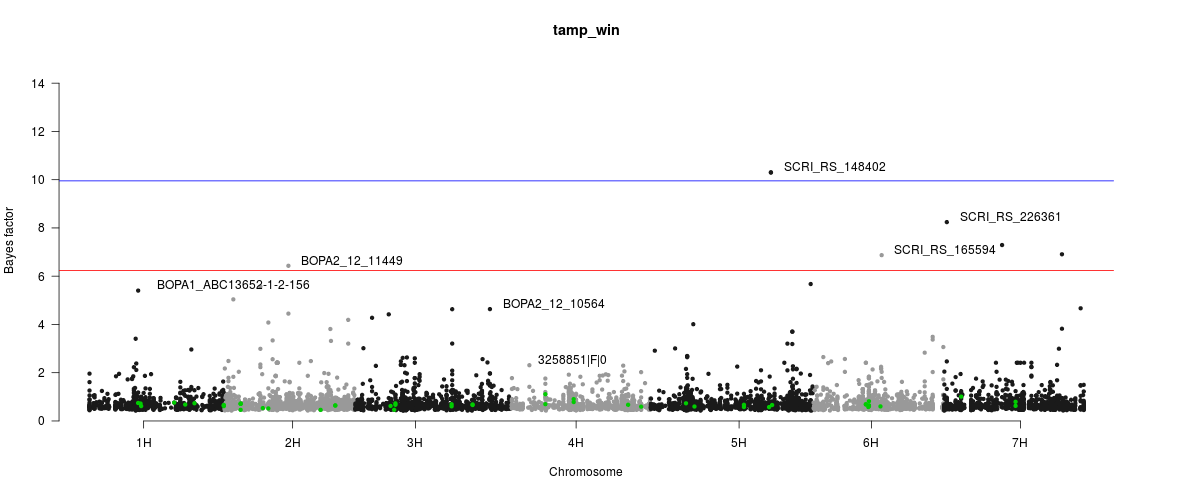 tamp_win
14
12
10
8
6
4
2
0
Bayes factor
SCRI_RS_148402
SCRI_RS_226361
SCRI_RS_165594
BOPA2_12_11449
BOPA1_ABC13652-1-2-156
BOPA2_12_10564
3258851|F|0
1H 2H 3H 4H 5H 6H 7H
Chromosome